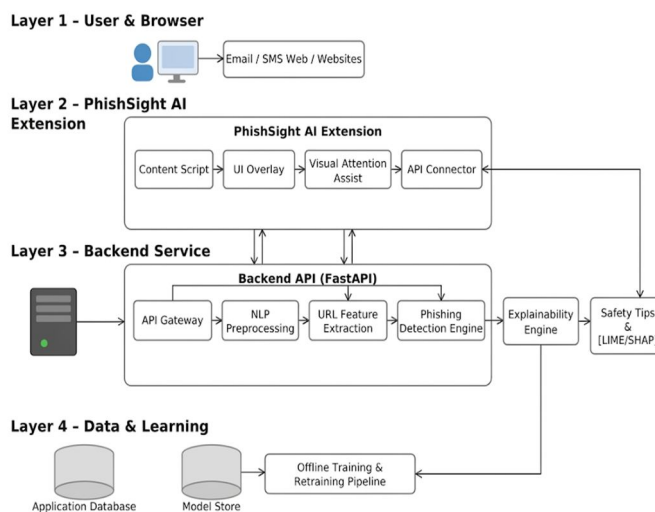 Layer 1 – User & Browser
Email / SMS Web / Websites
Layer 2 – PhishSight AI
Extension
PhishSight AI Extension
Content Script
UI Overlay
Visual Attention
Assist
API Connector
Layer 3 – Backend Service
Backend API (FastAPI)
API Gateway
NLP
Preprocessing
URL Feature
Extraction
Phishing
Detection Engine
Explainability
Engine
Safety Tips
&
[LIME/SHAP]
Layer 4 – Data & Learning
Offline Training &
Retraining Pipeline
Application Database
Model Store